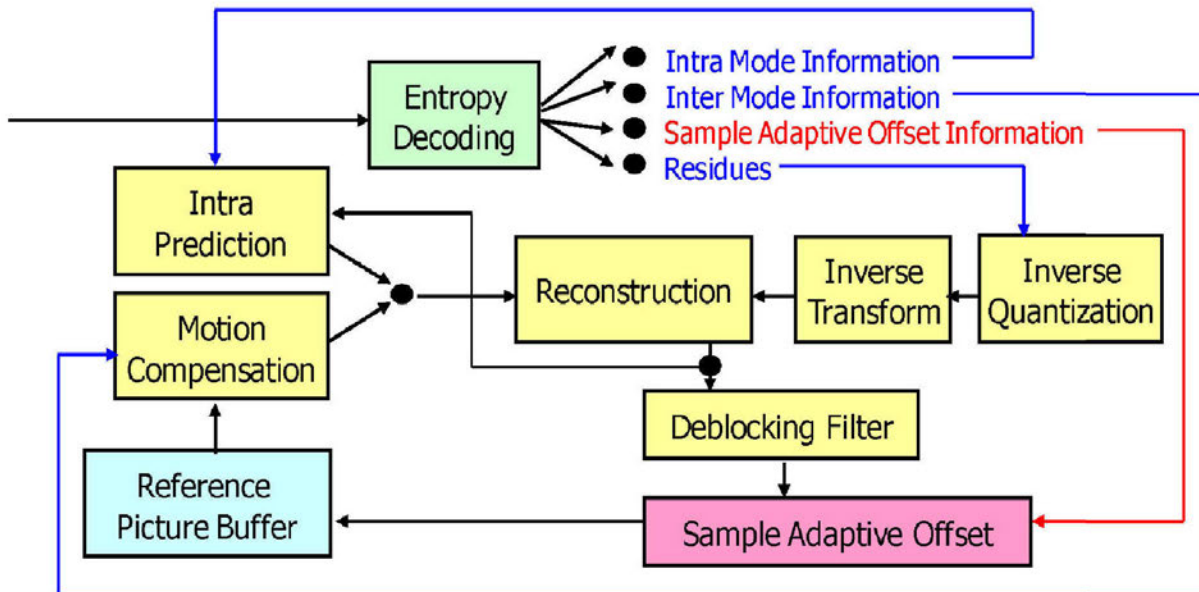 Entropy
Decoding
Intra Mode Information
Inter Mode Information
Sample Adaptive Offset Information
Residues
Intra
Prediction
Motion
Compensation
Reconstruction
Inverse
Transform
Inverse
Quantization
Deblocking Filter
Reference
Picture Buffer
Sample Adaptive Offset